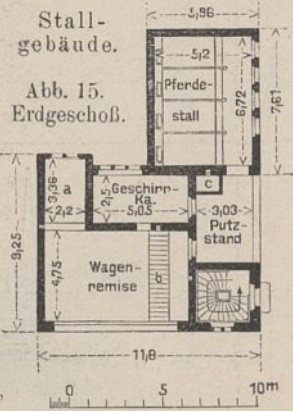 Stall-
gebäude.
Abb. 15.
Erdgeschoß.
5,96
5,2
Pferde-
stall
6,72
7,61
a
3,36
2,2
Geschirr-
Ka.
2,5
5,05
c
3,03
Putz-
stand
9,25
4,75
Wagen-
remise
b
11,8
0 5 10m